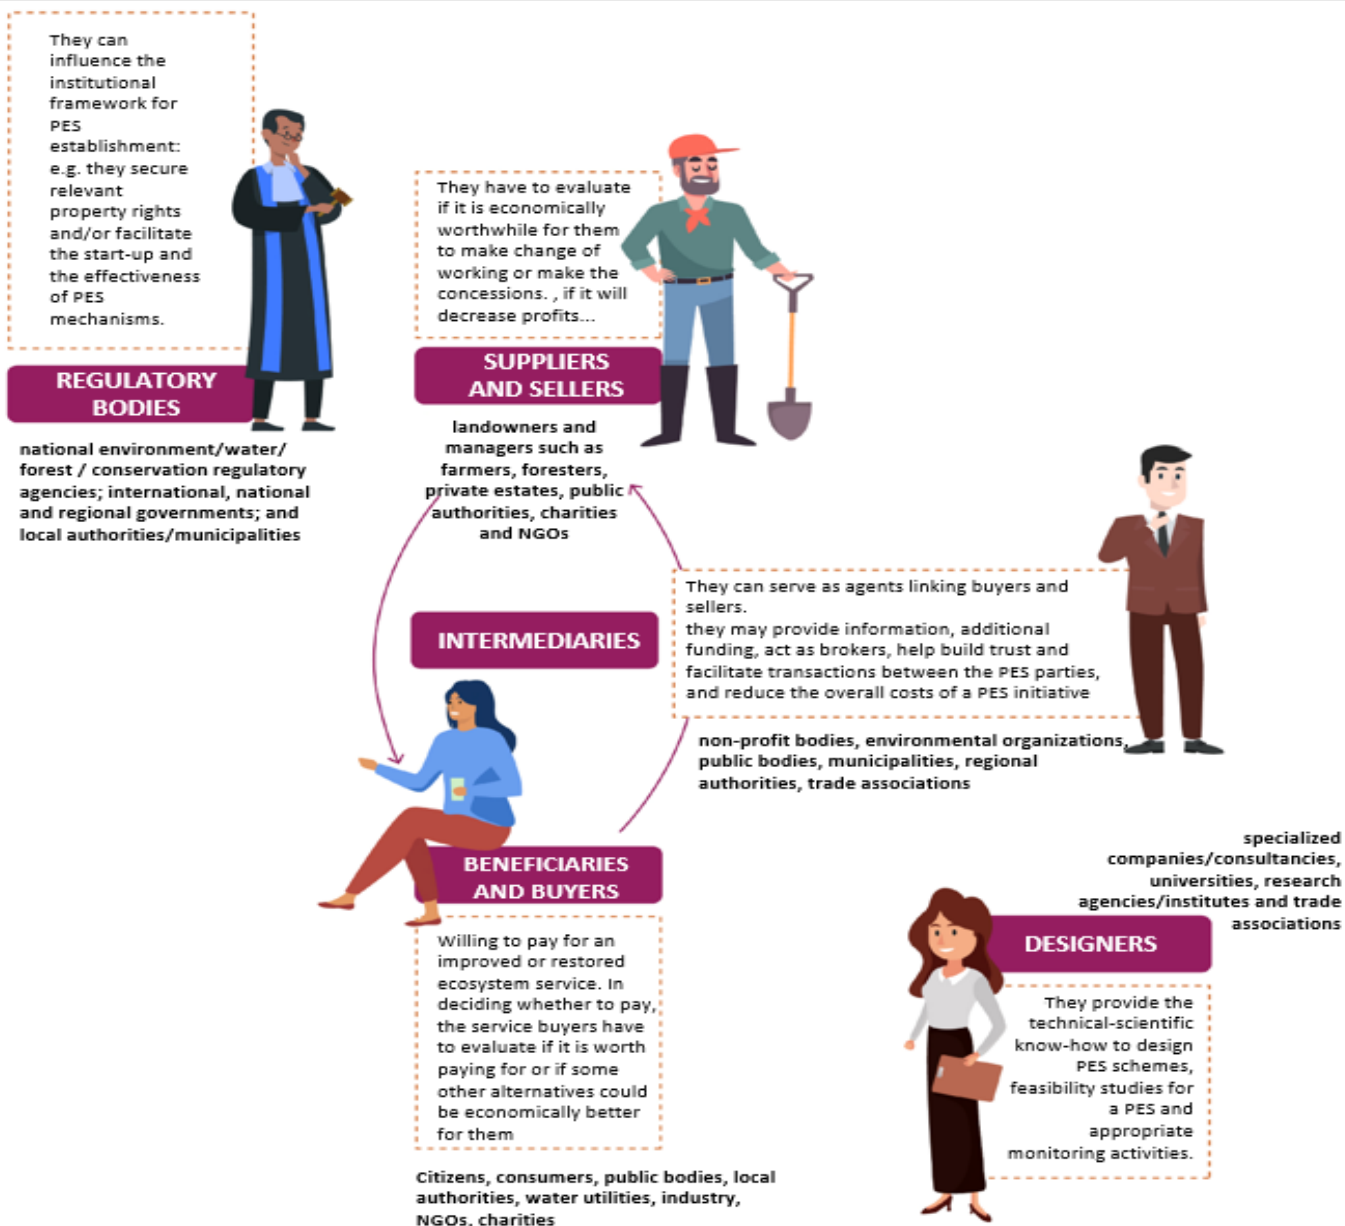 They can
influence the
institutional
framework for
PES
establishment:
e.g. they secure
relevant
property rights
and/or facilitate
the start-up and
the effectiveness
of PES
mechanisms.
REGULATORY
BODIES
national environment/water/
forest / conservation regulatory
agencies; international, national
and regional governments; and
local authorities/municipalities
They have to evaluate
if it is economically
worthwhile for them
to make change of
working or make the
concessions. , if it will
decrease profits...
SUPPLIERS
AND SELLERS
landowners and
managers such as
farmers, foresters,
private estates, public
authorities, charities
and NGOs
INTERMEDIARIES
They can serve as agents linking buyers and
sellers.
they may provide information, additional
funding, act as brokers, help build trust and
facilitate transactions between the PES parties,
and reduce the overall costs of a PES initiative
non-profit bodies, environmental organizations,
public bodies, municipalities, regional
authorities, trade associations
BENEFICIARIES
AND BUYERS
Willing to pay for an
improved or restored
ecosystem service. In
deciding whether to pay,
the service buyers have
to evaluate if it is worth
paying for or if some
other alternatives could
be economically better
for them
Citizens, consumers, public bodies, local
authorities, water utilities, industry,
NGOs, charities
specialized
companies/consultancies,
universities, research
agencies/institutes and trade
associations
DESIGNERS
They provide the
technical-scientific
know-how to design
PES schemes,
feasibility studies for
a PES and
appropriate
monitoring activities.